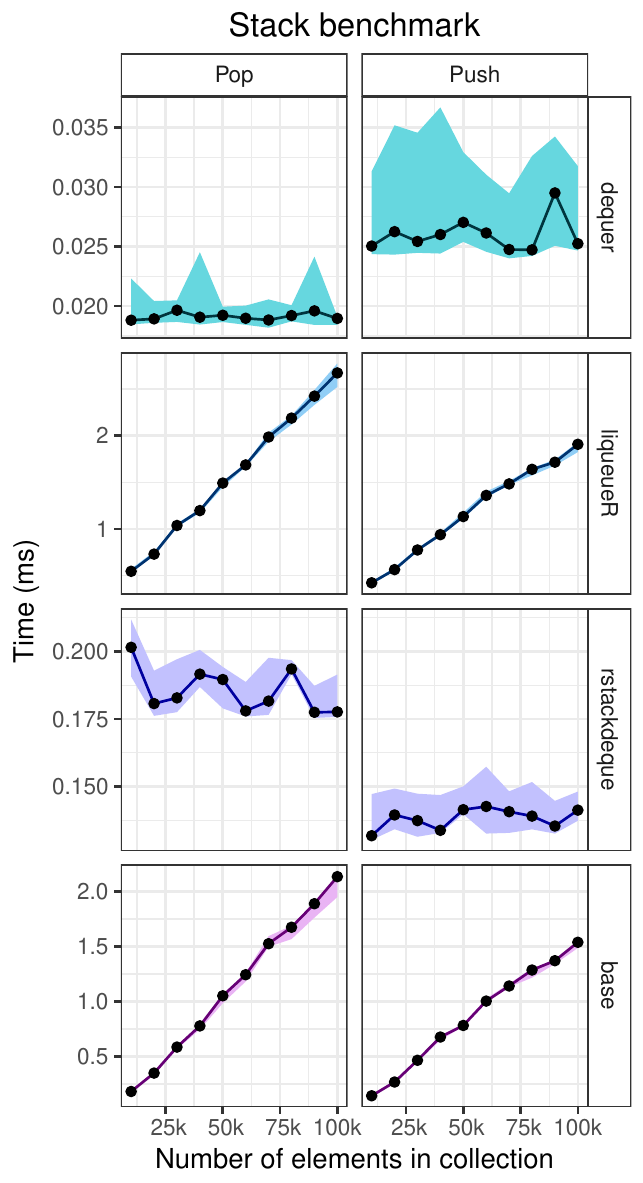 Stack benchmark
Pop Push
0.035
0.030
0.025
0.020
dequer
2
1
liqueueR
0.200
0.175
0.150
rstackdeque
2.0
1.5
1.0
0.5
base
Time (ms)
25k 50k 75k 100k 25k 50k 75k 100k
Number of elements in collection